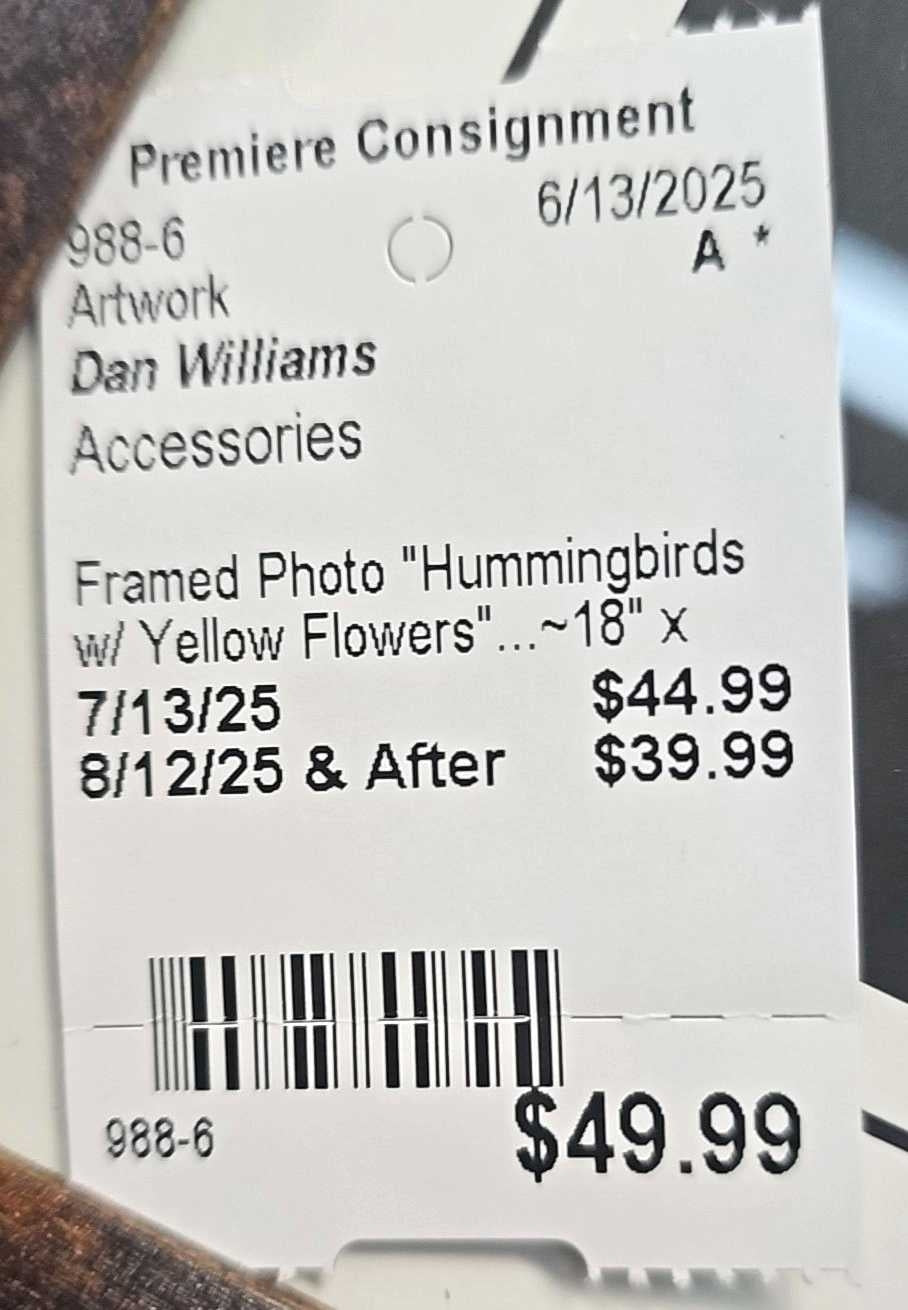 Premiere Consignment
988-6 6/13/2025
Artwork A *
Dan Williams
Accessories
Framed Photo "Hummingbirds
w/ Yellow Flowers"...~18" x
7/13/25 $44.99
8/12/25 & After $39.99
988-6 $49.99